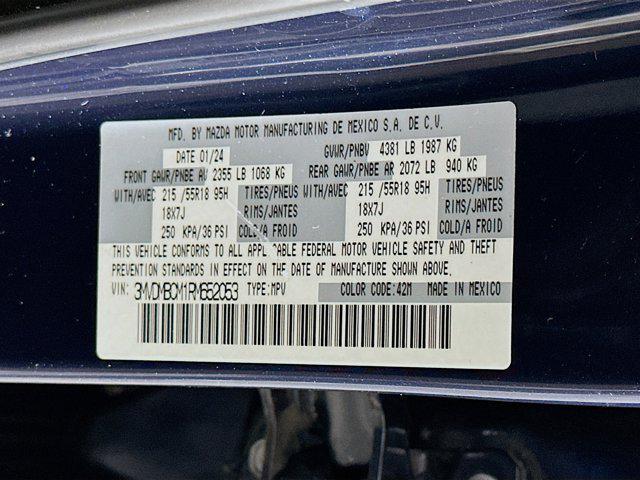 MFD. BY MAZDA MOTOR MANUFACTURING DE MEXICO S.A. DE C.V.
DATE 01/24 GVWR/PNBV 4381 LB 1987 KG
FRONT GAWR/PNBE AV 2355 LB 1068 KG REAR GAWR/PNBE AR 2072 LB 940 KG
WITH/AVEC 215 /55R18 95H TIRES/PNEUS WITH/AVEC 215 /55R18 95H TIRES/PNEUS
18X7J RIMS/JANTES 18X7J RIMS/JANTES
250 KPA/36 PSI COLD/A FROID 250 KPA/36 PSI COLD/A FROID
THIS VEHICLE CONFORMS TO ALL APPL ABLE FEDERAL MOTOR VEHICLE SAFETY AND THEFT
PREVENTION STANDARDS IN EFFECT ON THE DATE OF MANUFACTURE SHOWN ABOVE.
VIN: 3MVDMBCM1RM652053 TYPE:MPV COLOR CODE:42M MADE IN MEXICO